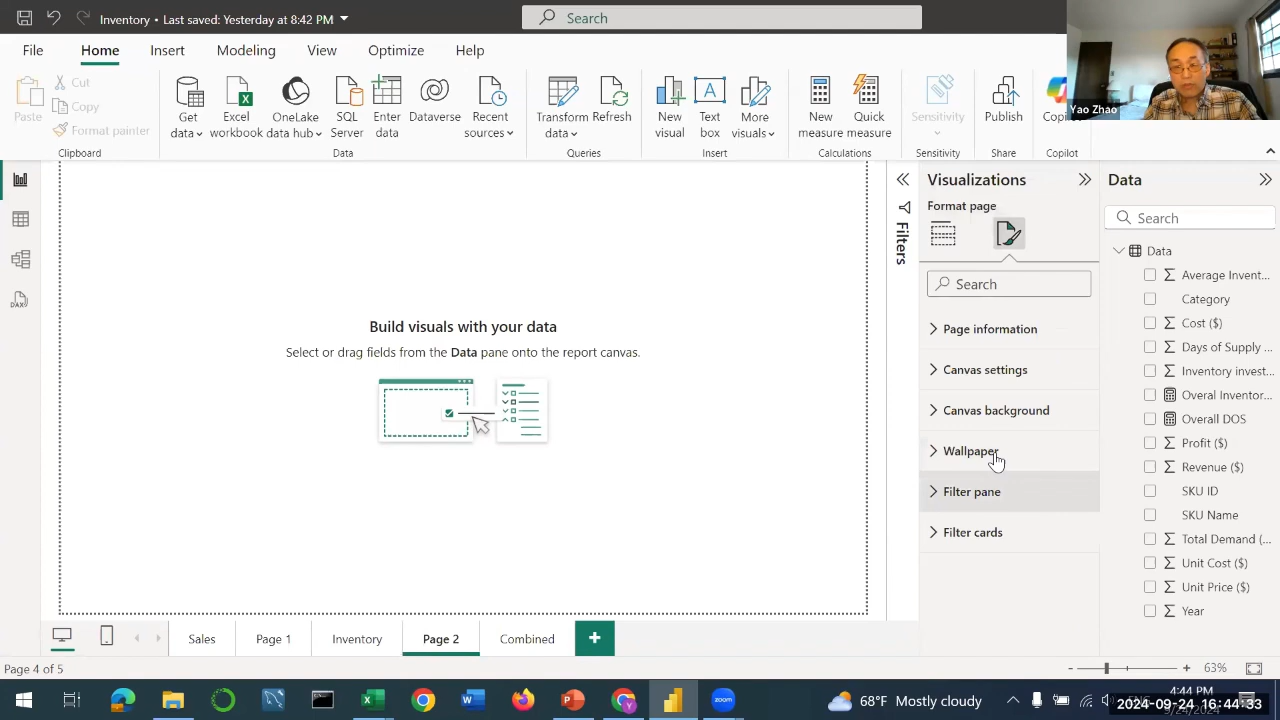 Inventory • Last saved: Yesterday at 8:42 PM
Search
Yao Zhao
File
Home
Insert
Modeling
View
Optimize
Help
Paste
Cut
Copy
Format painter
Clipboard
Get data
Excel workbook
OneLake data hub
SQL Server
Enter data
Dataverse
Recent sources
Data
Transform data
Refresh
Queries
New visual
Text box
More visuals
Insert
New measure
Quick measure
Calculations
Sensitivity
Sensitivity
Publish
Share
Copil
Copilot
Build visuals with your data
Select or drag fields from the Data pane onto the report canvas.
Filters
Visualizations
Format page
Search
Page information
Canvas settings
Canvas background
Wallpaper
Filter pane
Filter cards
Data
Search
Data
Average Invent...
Category
Cost ($)
Days of Supply ...
Inventory invest...
Overal Inventor...
Overall DOS
Profit ($)
Revenue ($)
SKU ID
SKU Name
Total Demand (...
Unit Cost ($)
Unit Price ($)
Year
Sales
Page 1
Inventory
Page 2
Combined
Page 4 of 5
63%
68°F Mostly cloudy
4:44 PM
2024-09-24 16:44:33